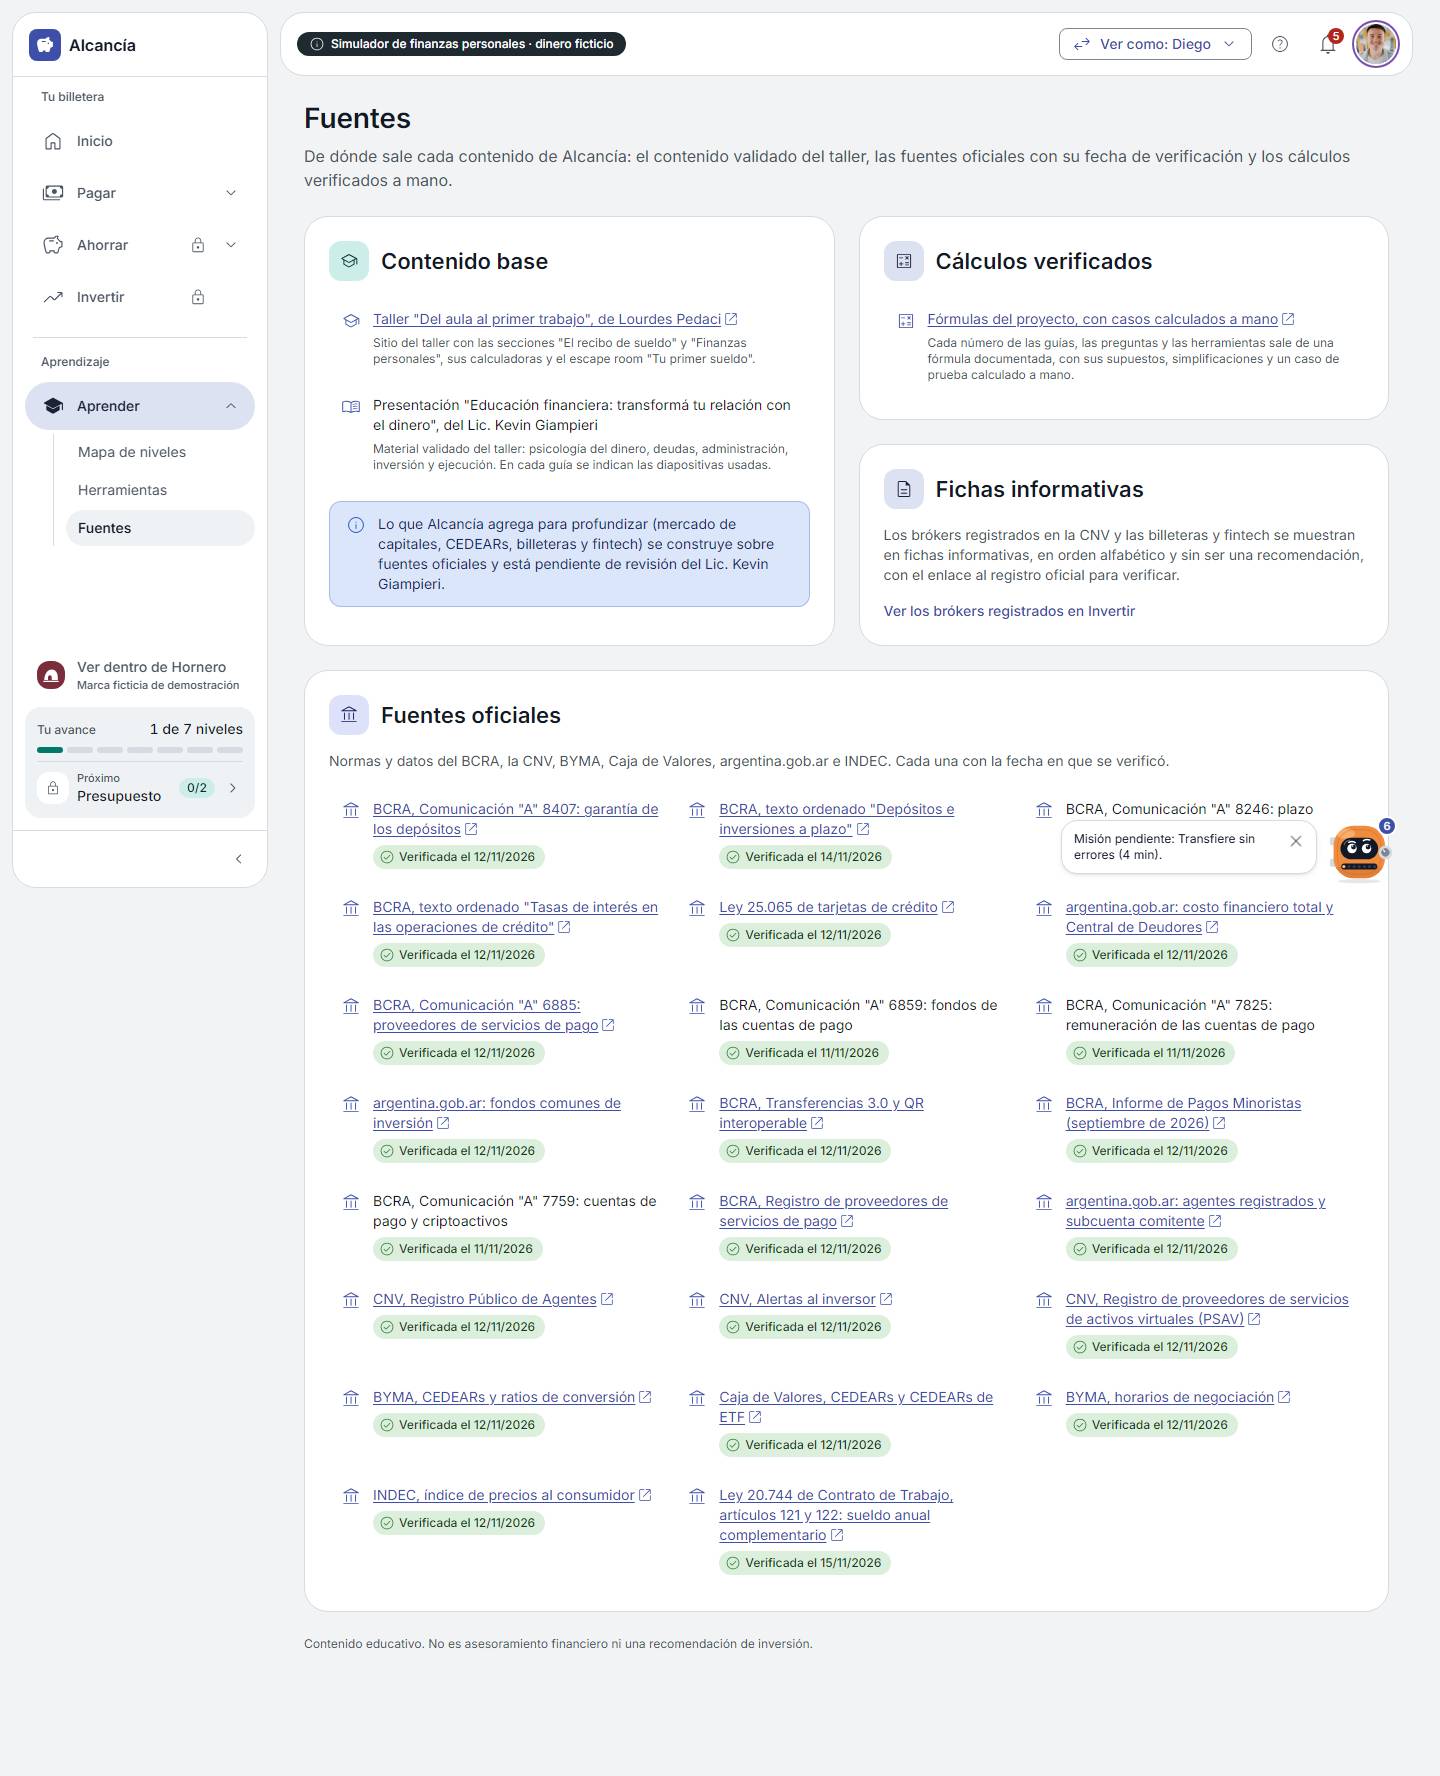 Alcancía
Simulador de finanzas personales · dinero ficticio
Ver como: Diego
5
Tu billetera
Inicio
Pagar
Ahorrar
Invertir
Aprendizaje
Aprender
Mapa de niveles
Herramientas
Fuentes
Ver dentro de Hornero
Marca ficticia de demostración
Tu avance
1 de 7 niveles
Próximo
Presupuesto
0/2
Fuentes
De dónde sale cada contenido de Alcancía: el contenido validado del taller, las fuentes oficiales con su fecha de verificación y los cálculos
verificados a mano.
Contenido base
Taller "Del aula al primer trabajo", de Lourdes Pedaci
Sitio del taller con las secciones "El recibo de sueldo" y "Finanzas
personales", sus calculadoras y el escape room "Tu primer sueldo".
Presentación "Educación financiera: transformá tu relación con
el dinero", del Lic. Kevin Giampieri
Material validado del taller: psicología del dinero, deudas, administración,
inversión y ejecución. En cada guía se indican las diapositivas usadas.
Lo que Alcancía agrega para profundizar (mercado de
capitales, CEDEARs, billeteras y fintech) se construye sobre
fuentes oficiales y está pendiente de revisión del Lic. Kevin
Giampieri.
Cálculos verificados
Fórmulas del proyecto, con casos calculados a mano
Cada número de las guías, las preguntas y las herramientas sale de una
fórmula documentada, con sus supuestos, simplificaciones y un caso de
prueba calculado a mano.
Fichas informativas
Los brókers registrados en la CNV y las billeteras y fintech se muestran
en fichas informativas, en orden alfabético y sin ser una recomendación,
con el enlace al registro oficial para verificar.
Ver los brókers registrados en Invertir
Fuentes oficiales
Normas y datos del BCRA, la CNV, BYMA, Caja de Valores, argentina.gob.ar e INDEC. Cada una con la fecha en que se verificó.
BCRA, Comunicación "A" 8407: garantía de
los depósitos
Verificada el 12/11/2026
BCRA, texto ordenado "Depósitos e
inversiones a plazo"
Verificada el 14/11/2026
BCRA, Comunicación "A" 8246: plazo
Misión pendiente: Transfiere sin
errores (4 min).
6
BCRA, texto ordenado "Tasas de interés en
las operaciones de crédito"
Verificada el 12/11/2026
Ley 25.065 de tarjetas de crédito
Verificada el 12/11/2026
argentina.gob.ar: costo financiero total y
Central de Deudores
Verificada el 12/11/2026
BCRA, Comunicación "A" 6885:
proveedores de servicios de pago
Verificada el 12/11/2026
BCRA, Comunicación "A" 6859: fondos de
las cuentas de pago
Verificada el 11/11/2026
BCRA, Comunicación "A" 7825:
remuneración de las cuentas de pago
Verificada el 11/11/2026
argentina.gob.ar: fondos comunes de
inversión
Verificada el 12/11/2026
BCRA, Transferencias 3.0 y QR
interoperable
Verificada el 12/11/2026
BCRA, Informe de Pagos Minoristas
(septiembre de 2026)
Verificada el 12/11/2026
BCRA, Comunicación "A" 7759: cuentas de
pago y criptoactivos
Verificada el 11/11/2026
BCRA, Registro de proveedores de
servicios de pago
Verificada el 12/11/2026
argentina.gob.ar: agentes registrados y
subcuenta comitente
Verificada el 12/11/2026
CNV, Registro Público de Agentes
Verificada el 12/11/2026
CNV, Alertas al inversor
Verificada el 12/11/2026
CNV, Registro de proveedores de servicios
de activos virtuales (PSAV)
Verificada el 12/11/2026
BYMA, CEDEARs y ratios de conversión
Verificada el 12/11/2026
Caja de Valores, CEDEARs y CEDEARs de
ETF
Verificada el 12/11/2026
BYMA, horarios de negociación
Verificada el 12/11/2026
INDEC, índice de precios al consumidor
Verificada el 12/11/2026
Ley 20.744 de Contrato de Trabajo,
artículos 121 y 122: sueldo anual
complementario
Verificada el 15/11/2026
Contenido educativo. No es asesoramiento financiero ni una recomendación de inversión.